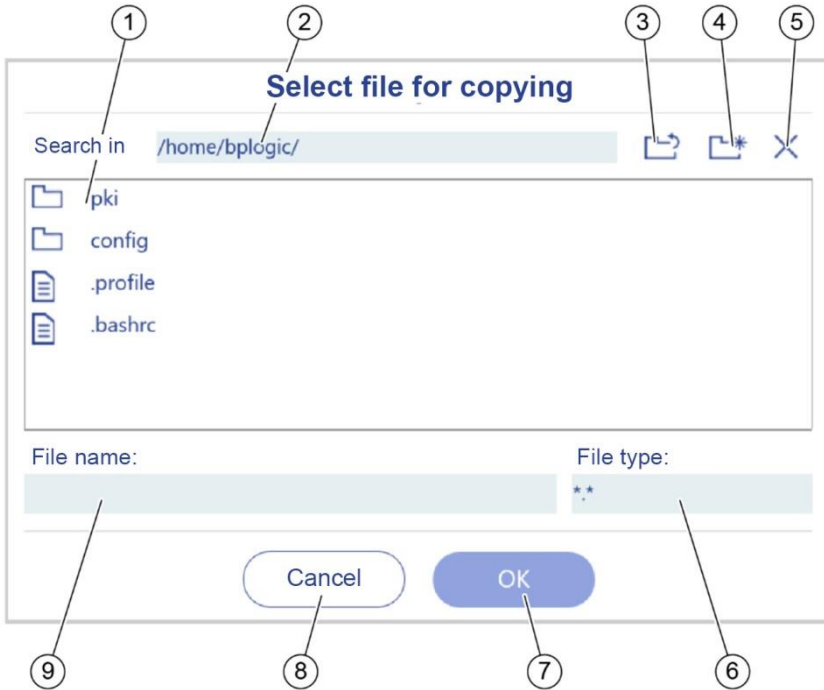 1 2 3 4 5
Select file for copying
Search in /home/bplogic/
pki
config
.profile
.bashrc
File name: File type:
*.*
Cancel OK
9 8 7 6